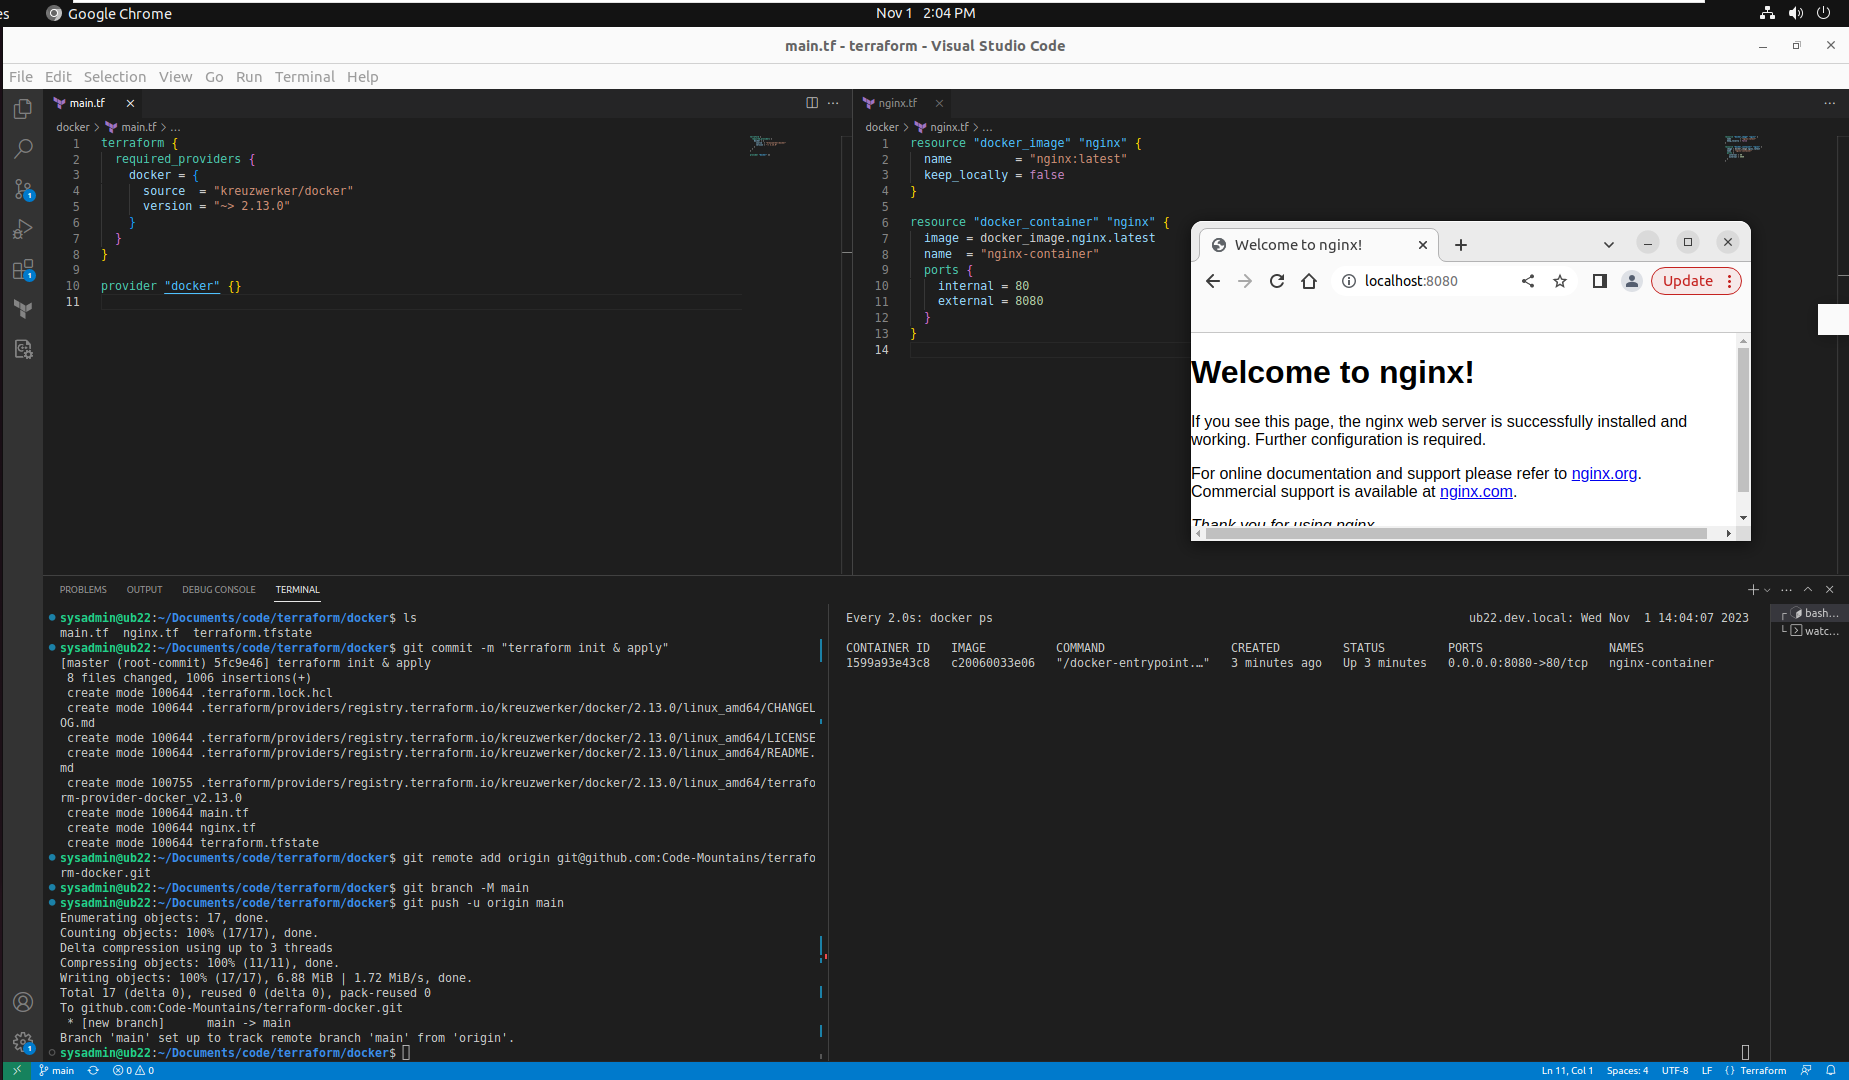 es Google Chrome Nov 1 2:04 PM
main.tf - terraform - Visual Studio Code
File Edit Selection View Go Run Terminal Help
main.tf
docker > main.tf > ...
1 terraform {
2 required_providers {
3 docker = {
4 source = "kreuzwerker/docker"
5 version = "~> 2.13.0"
6 }
7 }
8 }
9
10 provider "docker" {}
11
nginx.tf
docker > nginx.tf > ...
1 resource "docker_image" "nginx" {
2 name = "nginx:latest"
3 keep_locally = false
4 }
5
6 resource "docker_container" "nginx" {
7 image = docker_image.nginx.latest
8 name = "nginx-container"
9 ports {
10 internal = 80
11 external = 8080
12 }
13 }
14
Welcome to nginx!
localhost:8080 Update
Welcome to nginx!
If you see this page, the nginx web server is successfully installed and
working. Further configuration is required.
For online documentation and support please refer to nginx.org.
Commercial support is available at nginx.com.
Thank you for using nginx
PROBLEMS OUTPUT DEBUG CONSOLE TERMINAL
sysadmin@ub22:~/Documents/code/terraform/docker$ ls
main.tf nginx.tf terraform.tfstate
sysadmin@ub22:~/Documents/code/terraform/docker$ git commit -m "terraform init & apply"
[master (root-commit) 5fc9e46] terraform init & apply
8 files changed, 1006 insertions(+)
create mode 100644 .terraform.lock.hcl
create mode 100644 .terraform/providers/registry.terraform.io/kreuzwerker/docker/2.13.0/linux_amd64/CHANGEL
OG.md
create mode 100644 .terraform/providers/registry.terraform.io/kreuzwerker/docker/2.13.0/linux_amd64/LICENSE
create mode 100644 .terraform/providers/registry.terraform.io/kreuzwerker/docker/2.13.0/linux_amd64/README.
md
create mode 100755 .terraform/providers/registry.terraform.io/kreuzwerker/docker/2.13.0/linux_amd64/terrafo
rm-provider-docker_v2.13.0
create mode 100644 main.tf
create mode 100644 nginx.tf
create mode 100644 terraform.tfstate
sysadmin@ub22:~/Documents/code/terraform/docker$ git remote add origin git@github.com:Code-Mountains/terrafo
rm-docker.git
sysadmin@ub22:~/Documents/code/terraform/docker$ git branch -M main
sysadmin@ub22:~/Documents/code/terraform/docker$ git push -u origin main
Enumerating objects: 17, done.
Counting objects: 100% (17/17), done.
Delta compression using up to 3 threads
Compressing objects: 100% (11/11), done.
Writing objects: 100% (17/17), 6.88 MiB | 1.72 MiB/s, done.
Total 17 (delta 0), reused 0 (delta 0), pack-reused 0
To github.com:Code-Mountains/terraform-docker.git
* [new branch] main -> main
Branch 'main' set up to track remote branch 'main' from 'origin'.
sysadmin@ub22:~/Documents/code/terraform/docker$
Every 2.0s: docker ps ub22.dev.local: Wed Nov 1 14:04:07 2023
CONTAINER ID IMAGE COMMAND CREATED STATUS PORTS NAMES
1599a93e43c8 c20060033e06 "/docker-entrypoint.…" 3 minutes ago Up 3 minutes 0.0.0.0:8080->80/tcp nginx-container
bash...
watc...
main 0 0 Ln 11, Col 1 Spaces: 4 UTF-8 LF {} Terraform